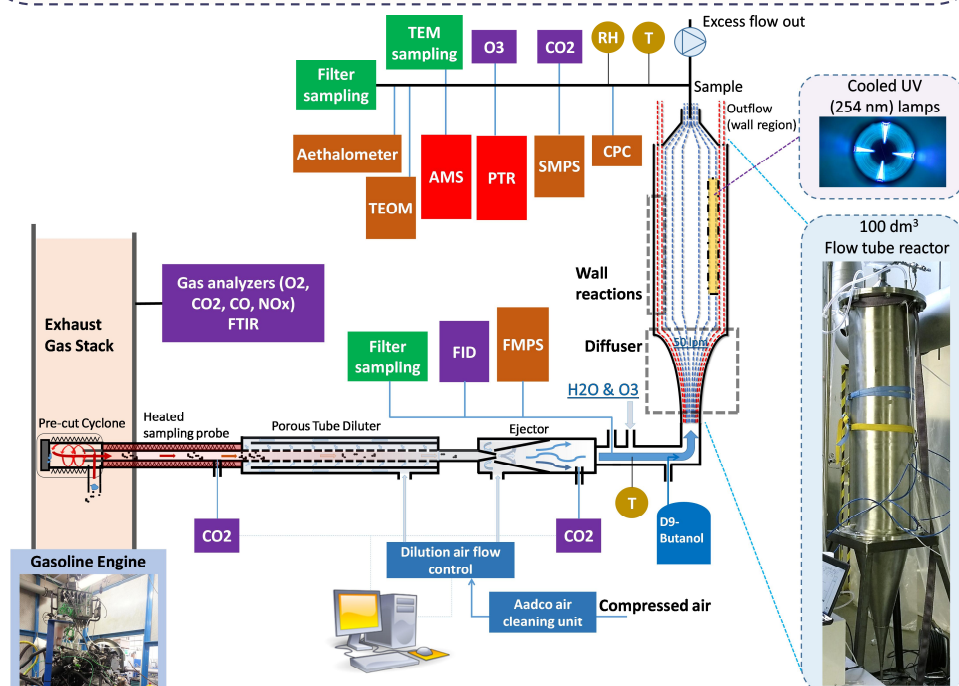 Excess flow out
TEM
sampling
O3
CO2
RH
T
Filter
sampling
Sample
Cooled UV
(254 nm) lamps
Outflow
(wall region)
Aethalometer
TEOM
AMS
PTR
SMPS
CPC
100 dm³
Flow tube reactor
Gas analyzers (O2,
CO2, CO, NOx)
FTIR
Wall
reactions
Exhaust
Gas Stack
Filter
sampling
FID
FMPS
Diffuser
50 lpm
H2O & O3
Pre-cut Cyclone
Heated
sampling probe
Porous Tube Diluter
Ejector
T
D9-
Butanol
CO2
CO2
Dilution air flow
control
Gasoline Engine
Aadco air
cleaning unit
Compressed air